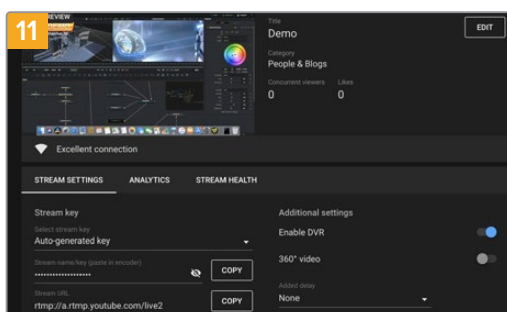 11
REVIEW
Title
Demo
EDIT
Category
People & Blogs
Concurrent viewers Likes
0 0
Excellent connection
STREAM SETTINGS ANALYTICS STREAM HEALTH
Stream key
Additional settings
Select stream key
Auto-generated key
Enable DVR
Stream name/key (paste in encoder)
360° video
•••••••••••••••••••
COPY
Added delay
Stream URL
None
rtmp://a.rtmp.youtube.com/live2
COPY